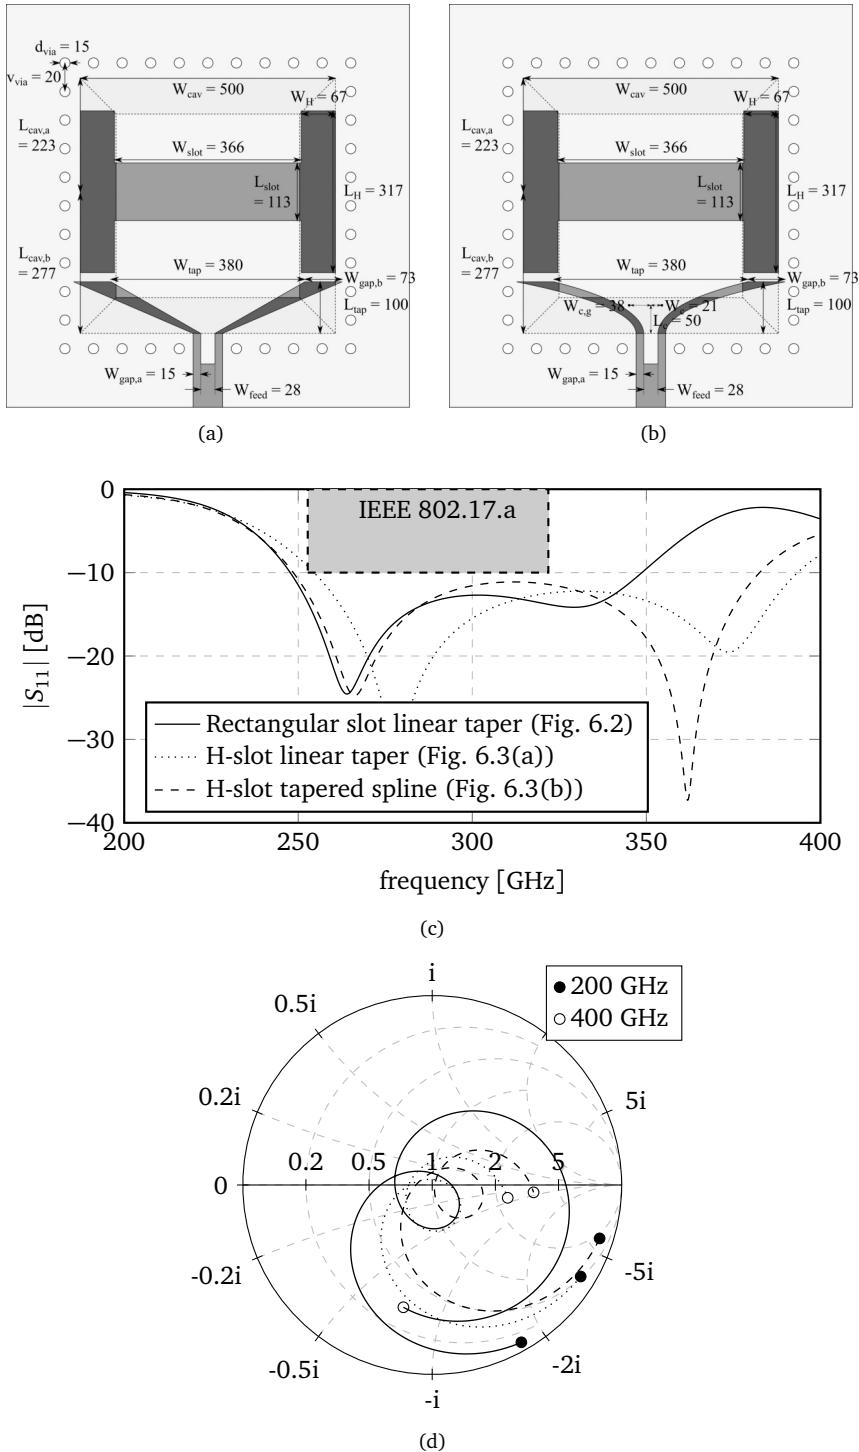 d_via = 15
v_via = 20
W_cav = 500
W_H = 67
L_cav,a = 223
W_slot = 366
L_slot = 113
L_H = 317
L_cav,b = 277
W_tap = 380
W_gap,b = 73
L_tap = 100
W_gap,a = 15
W_feed = 28
(a)
W_cav = 500
W_H = 67
L_cav,a = 223
W_slot = 366
L_slot = 113
L_H = 317
L_cav,b = 277
W_tap = 380
W_gap,b = 73
W_c,g = 38
W_c = 21
L_c = 50
L_tap = 100
W_gap,a = 15
W_feed = 28
(b)
0
−10
−20
−30
−40
|S_11| [dB]
IEEE 802.17.a
Rectangular slot linear taper (Fig. 6.2)
H-slot linear taper (Fig. 6.3(a))
H-slot tapered spline (Fig. 6.3(b))
200 250 300 350 400
frequency [GHz]
(c)
i
200 GHz
400 GHz
0.5i
0.2i
5i
0 0.2 0.5 1 2 5
-0.2i
-5i
-0.5i
-2i
-i
(d)